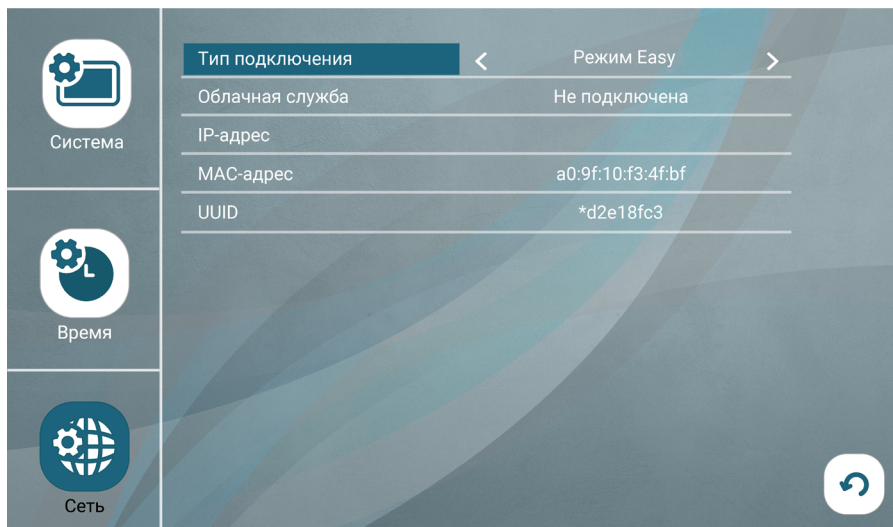 Система
Время
Сеть
Тип подключения < Режим Easy >
Облачная служба Не подключена
IP-адрес
MAC-адрес a0:9f:10:f3:4f:bf
UUID *d2e18fc3